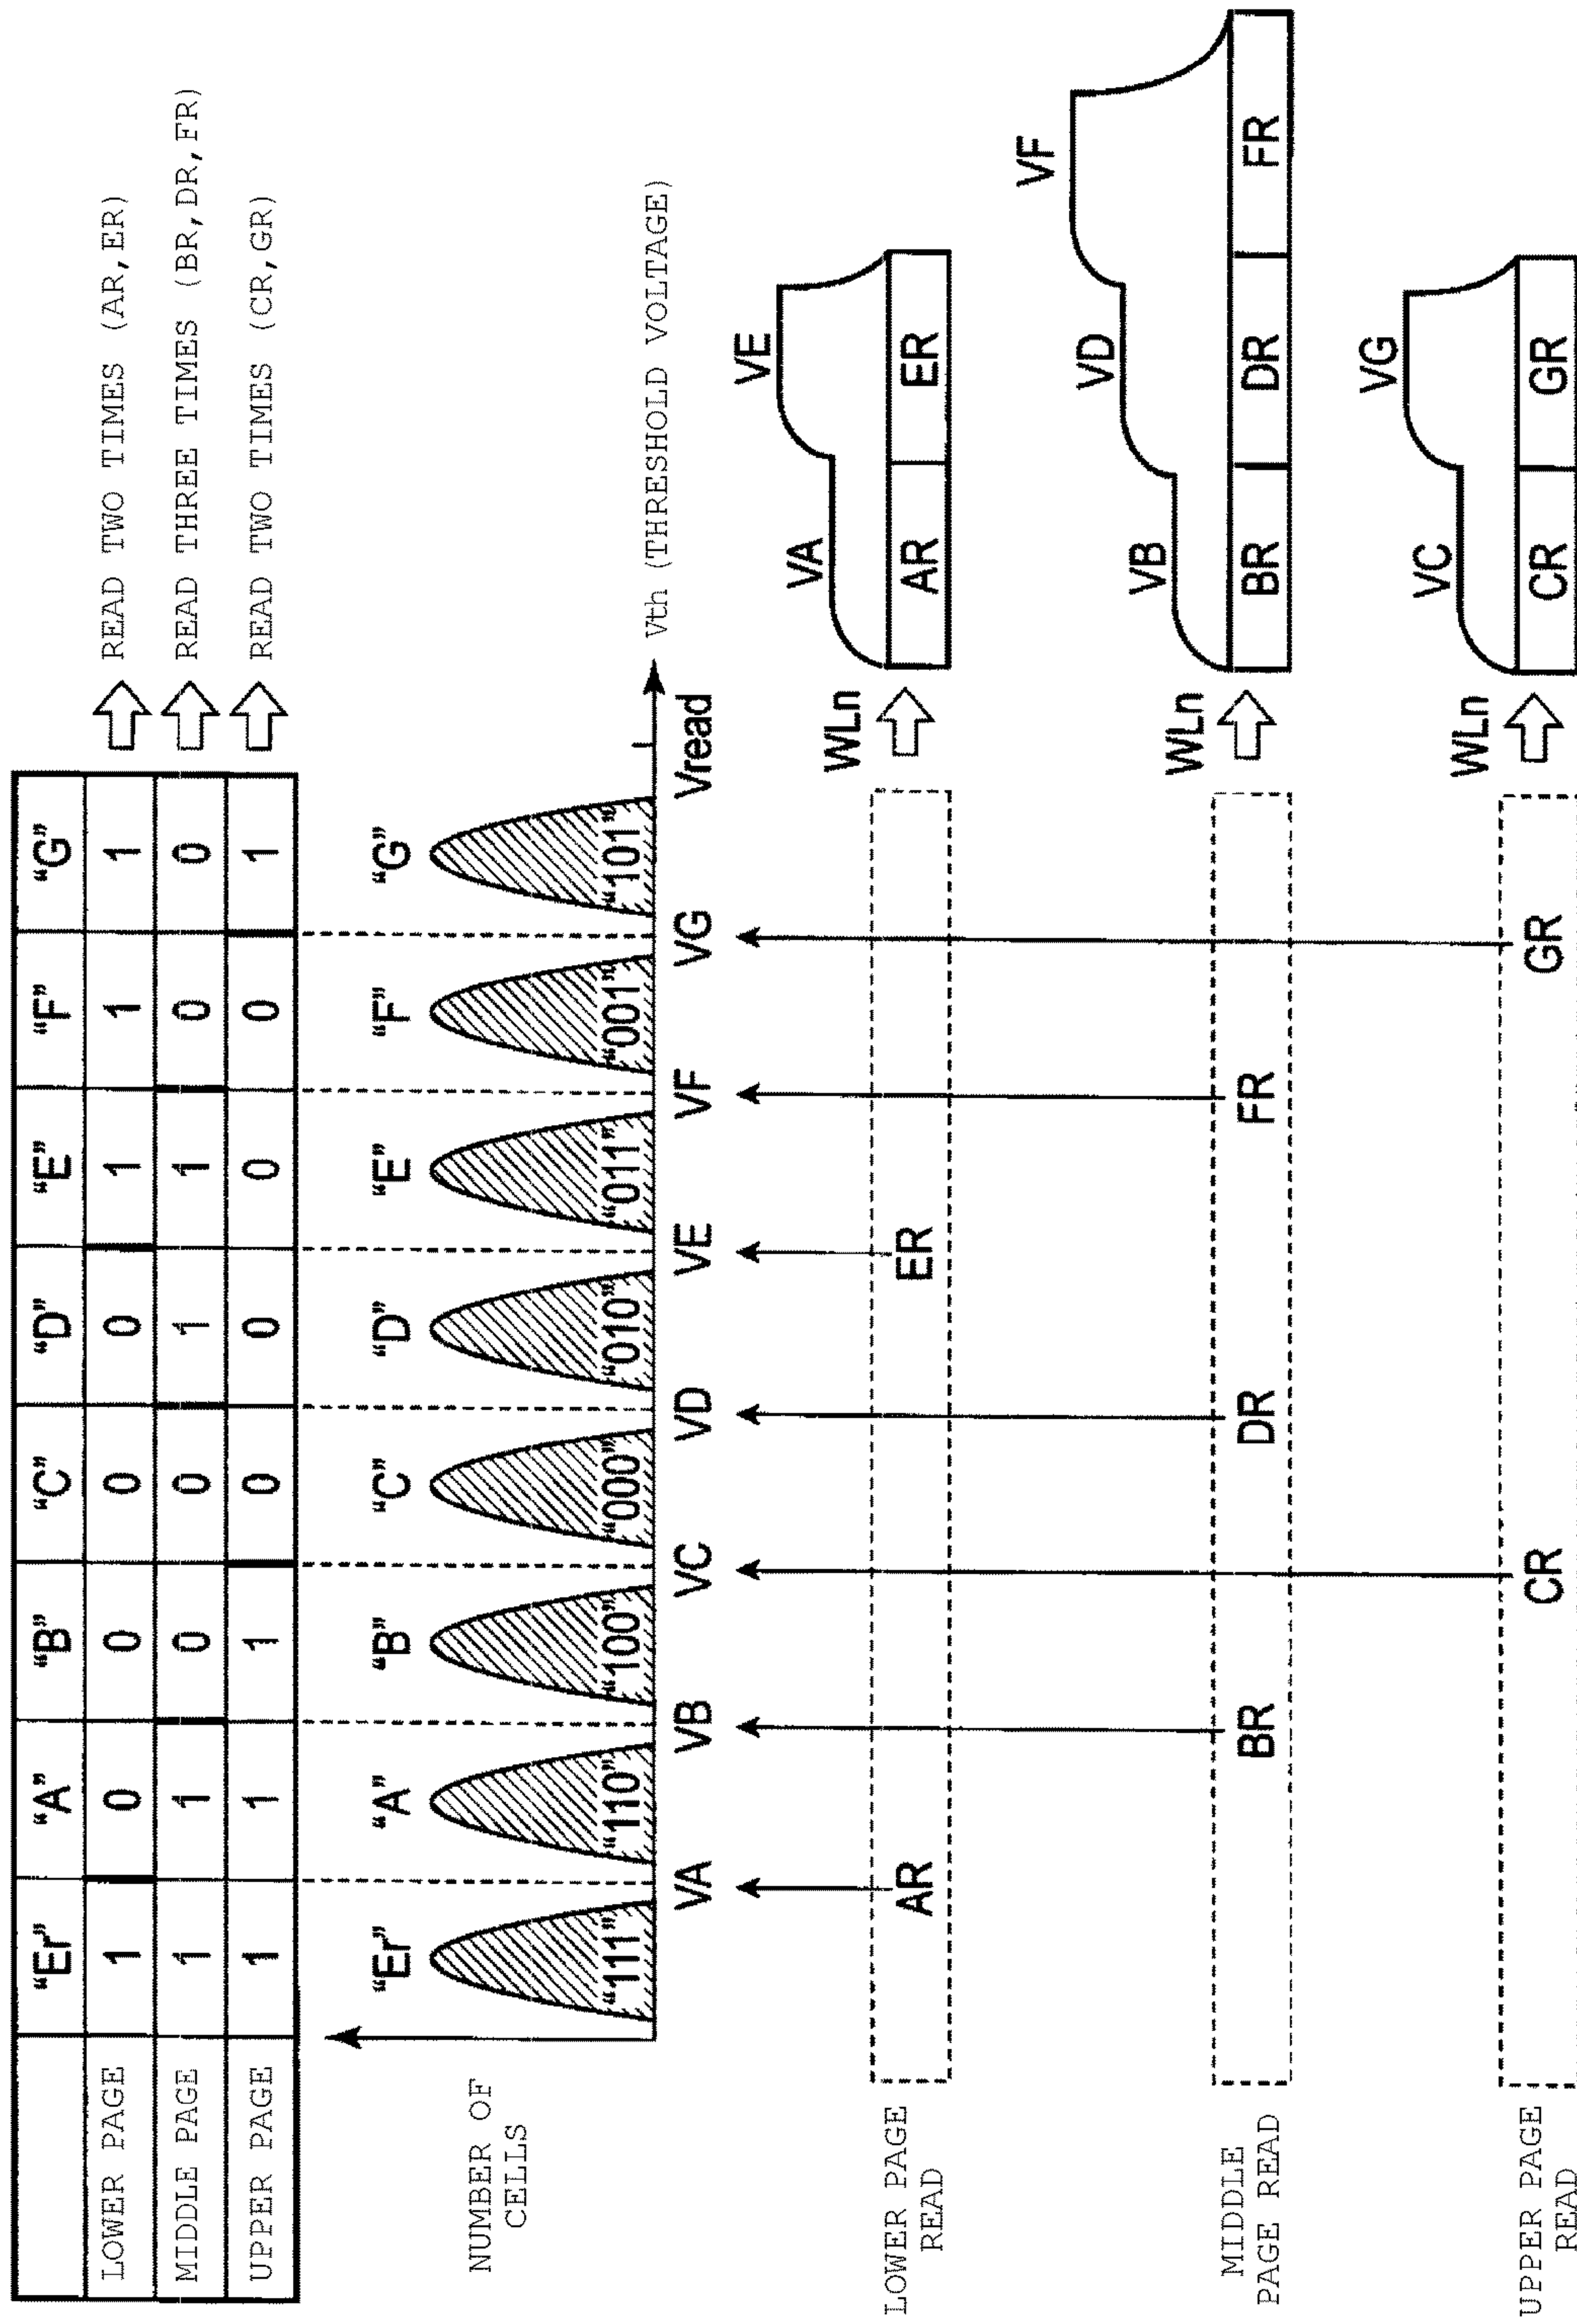 "Er" "A" "B" "C" "D" "E" "F" "G"
LOWER PAGE 1 0 0 0 0 1 1 1 READ TWO TIMES (AR,ER)
MIDDLE PAGE 1 1 0 0 1 1 0 0 READ THREE TIMES (BR,DR,FR)
UPPER PAGE 1 1 1 0 0 0 0 1 READ TWO TIMES (CR,GR)
NUMBER OF
CELLS
"Er" "A" "B" "C" "D" "E" "F" "G"
"111" "110" "100" "000" "010" "011" "001" "101"
Vth (THRESHOLD VOLTAGE)
VA VB VC VD VE VF VG Vread
LOWER PAGE
READ
AR ER
WLn
VA VE
AR ER
MIDDLE
PAGE READ
BR DR FR
WLn
VB VD VF
BR DR FR
UPPER PAGE
READ
CR GR
WLn
VC VG
CR GR